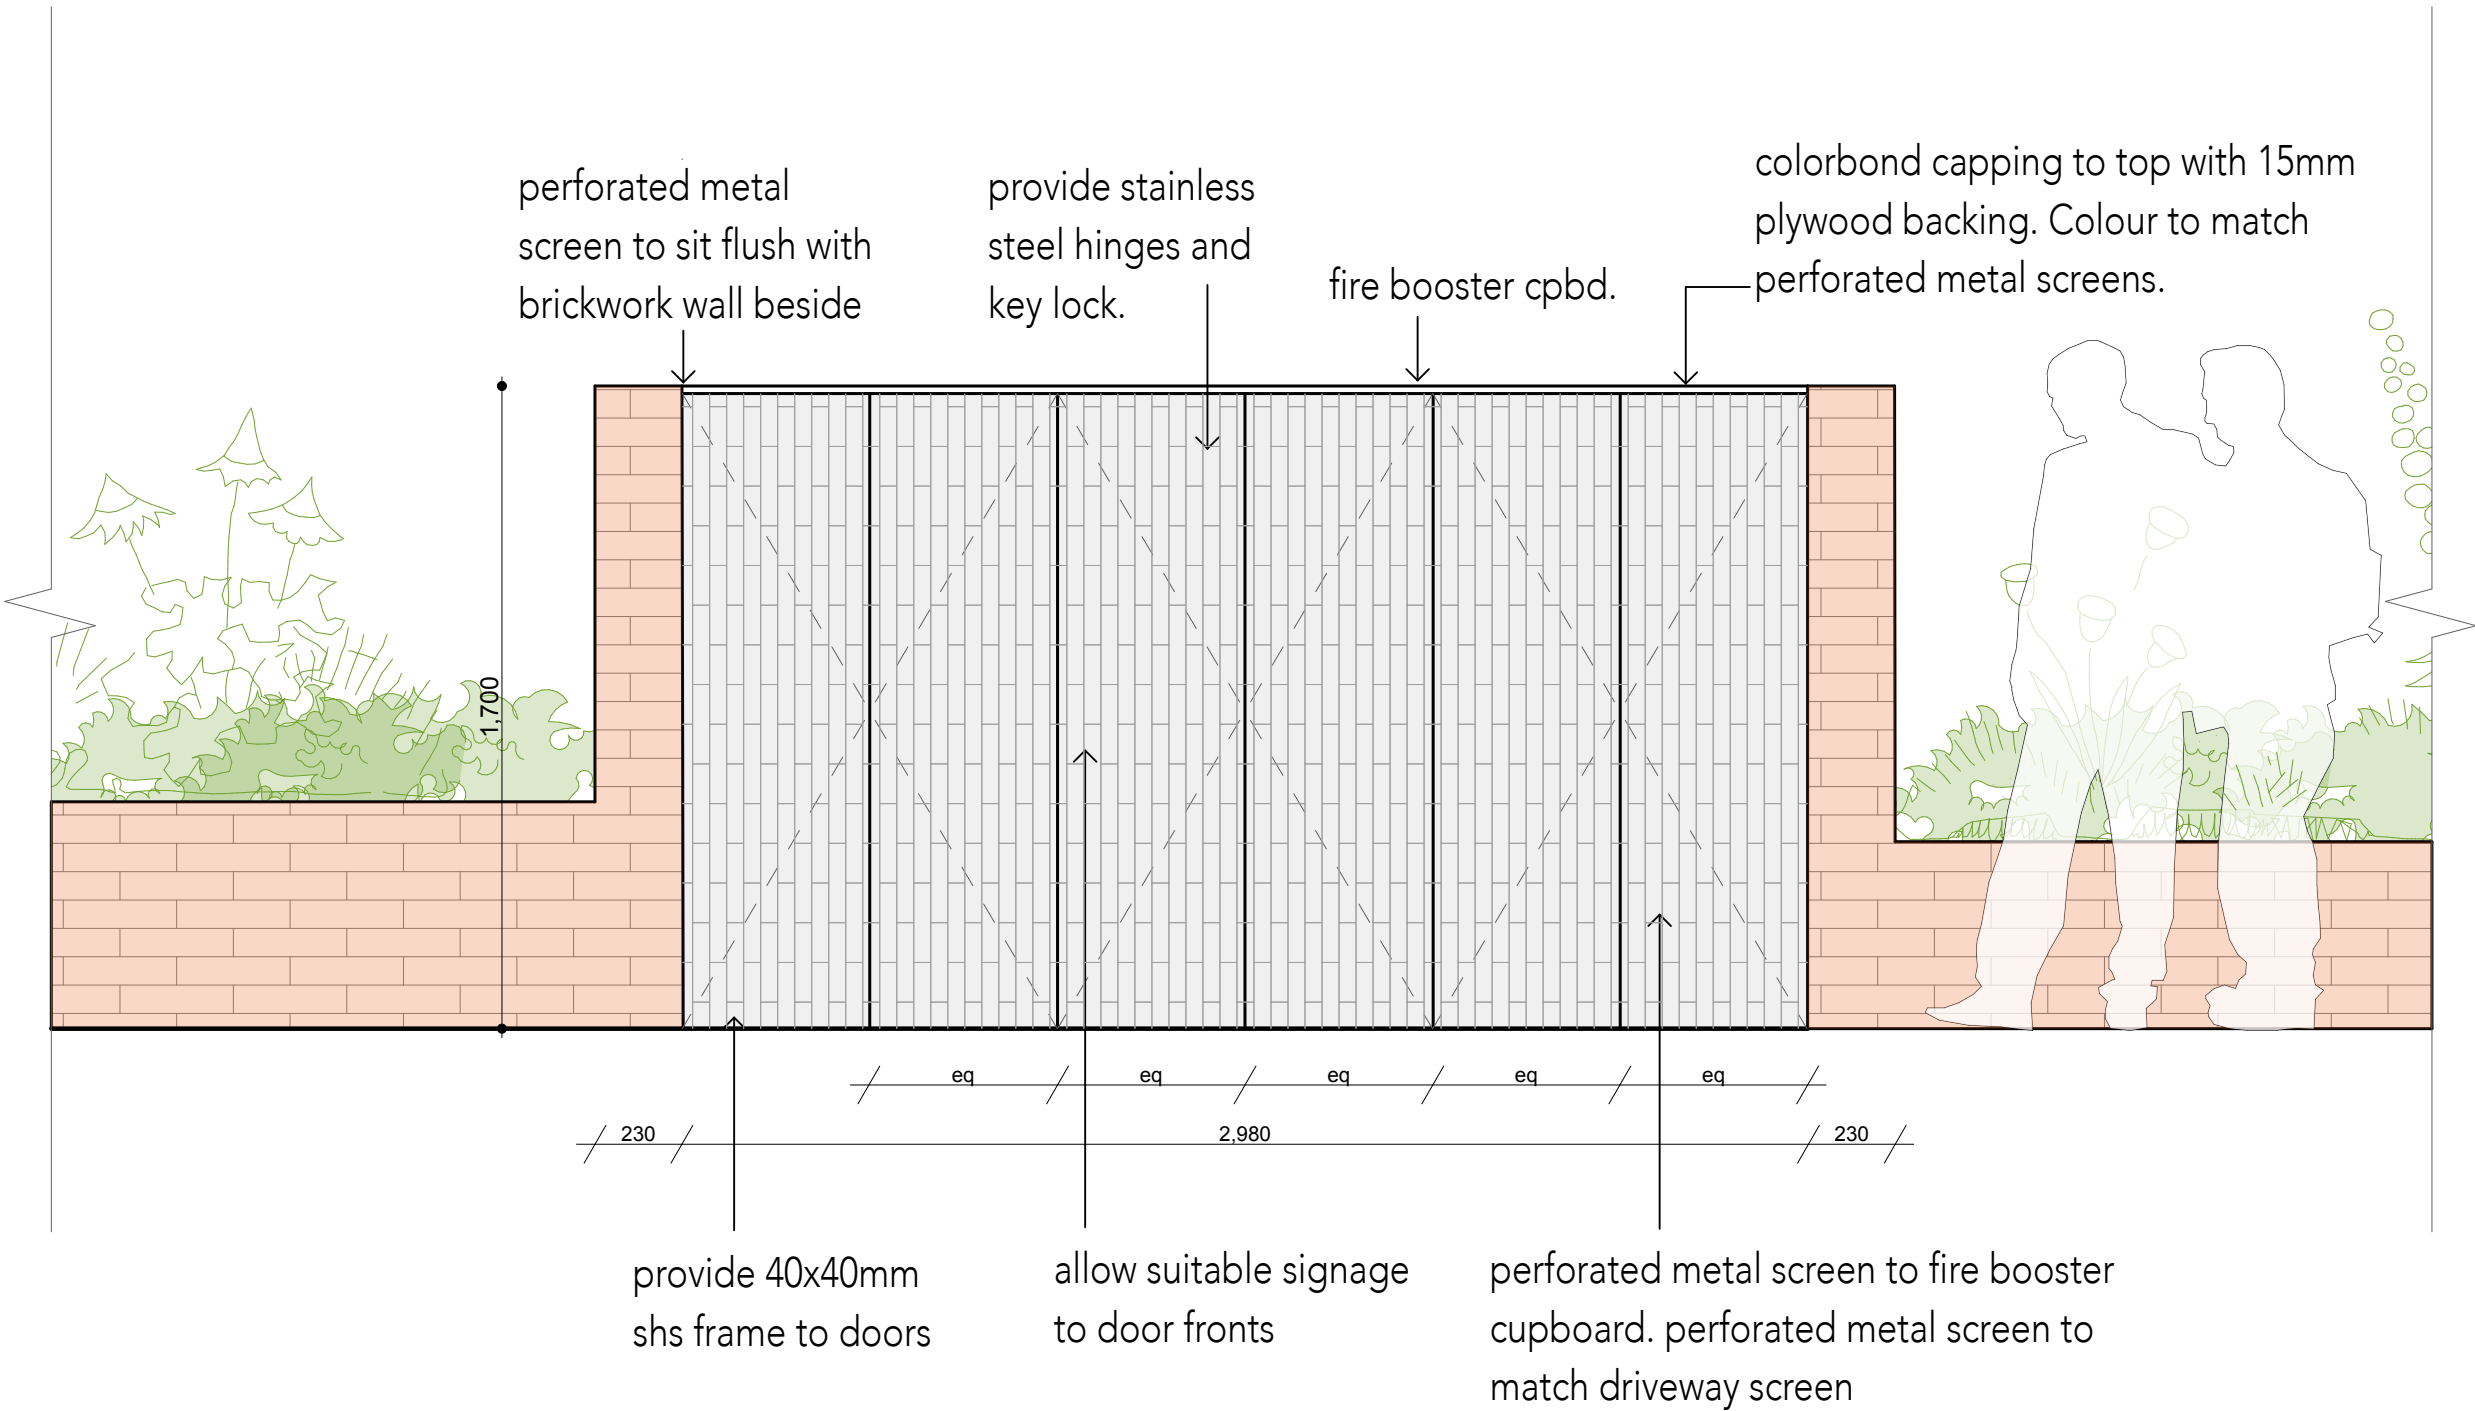 perforated metal
screen to sit flush with
brickwork wall beside
provide stainless
steel hinges and
key lock.
fire booster cpbd.
colorbond capping to top with 15mm
plywood backing. Colour to match
perforated metal screens.
1,700
eq
eq
eq
eq
eq
230
2,980
230
provide 40x40mm
shs frame to doors
allow suitable signage
to door fronts
perforated metal screen to fire booster
cupboard. perforated metal screen to
match driveway screen